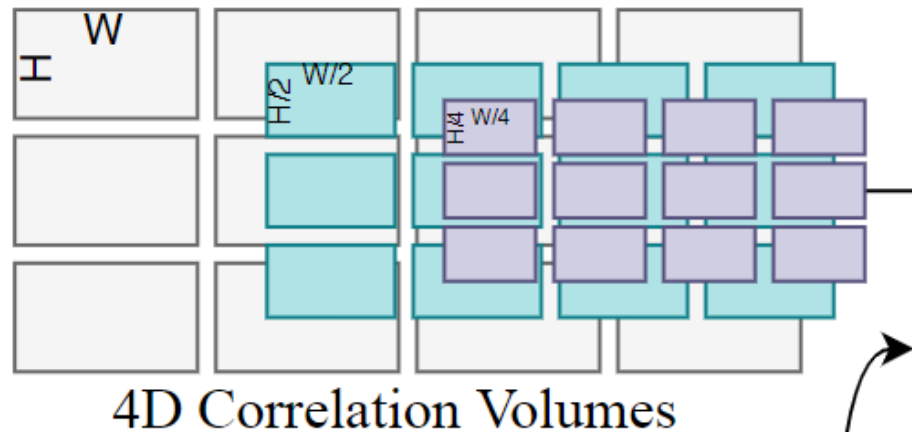 W
H
W/2
H/2
W/4
H/4
4D Correlation Volumes